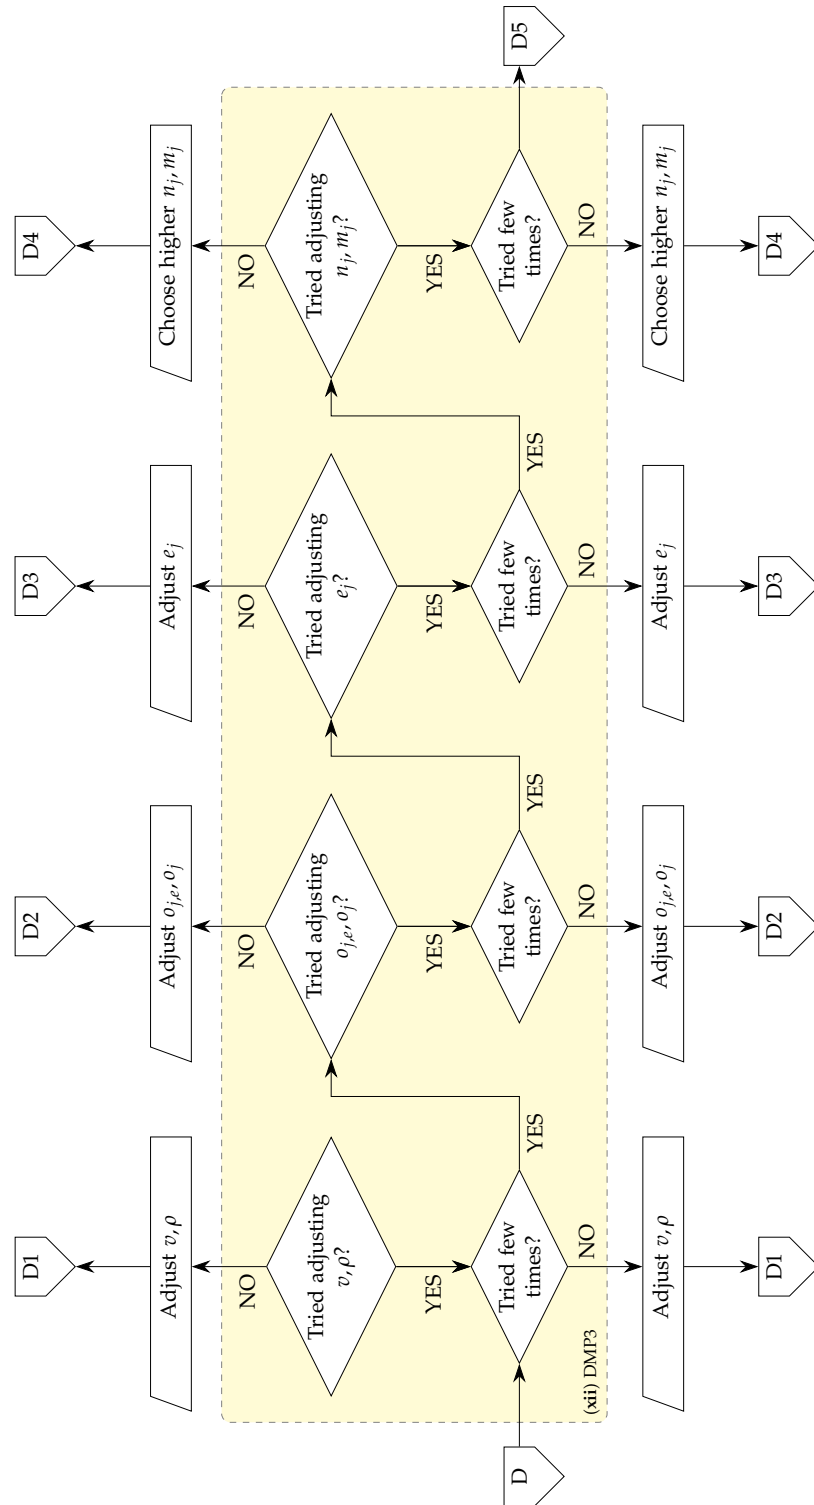 D1
D2
D3
D4
Adjust v, ρ
Adjust o_{j,e}, o_j
Adjust e_j
Choose higher n_j, m_j
NO
NO
NO
NO
Tried adjusting
v, ρ?
Tried adjusting
o_{j,e}, o_j?
Tried adjusting
e_j?
Tried adjusting
n_j, m_j?
YES
YES
YES
YES
D
Tried few
times?
YES
Tried few
times?
YES
Tried few
times?
YES
Tried few
times?
D5
NO
NO
NO
NO
(xii) DMP3
Adjust v, ρ
Adjust o_{j,e}, o_j
Adjust e_j
Choose higher n_j, m_j
D1
D2
D3
D4